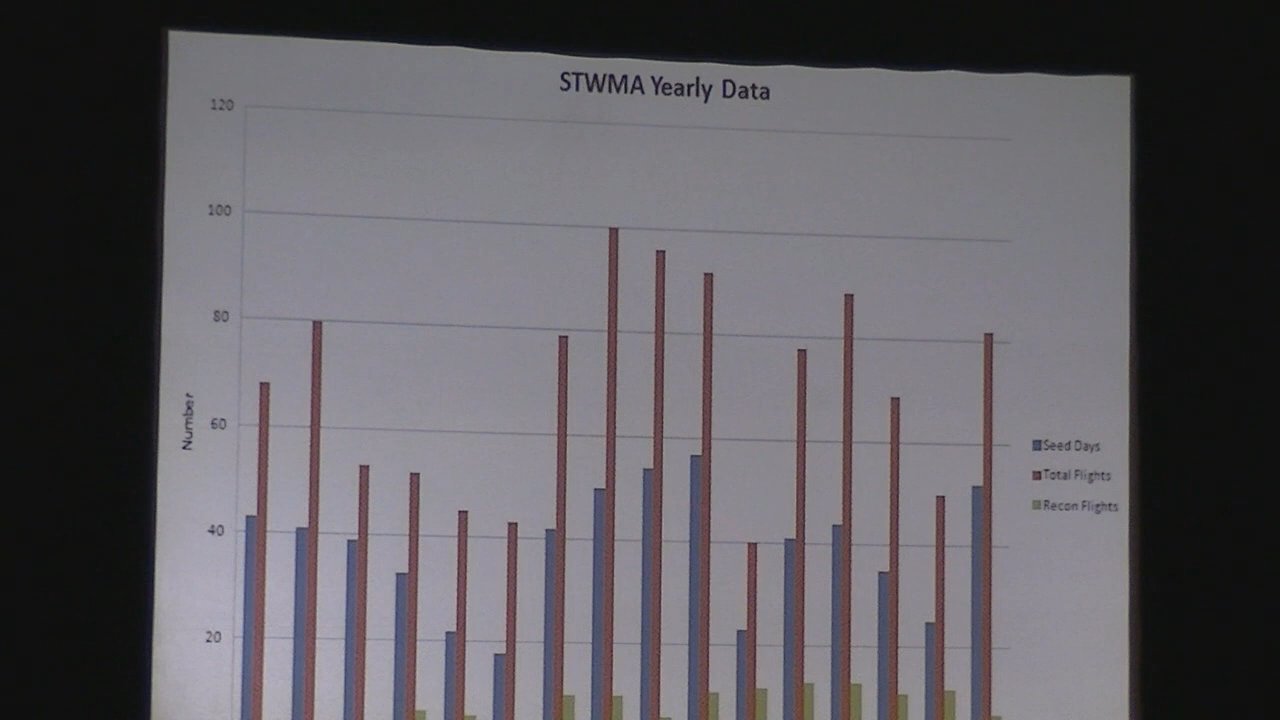 STWMA Yearly Data
120
100
80
60
40
20
Number
Seed Days
Total Flights
Recon Flights